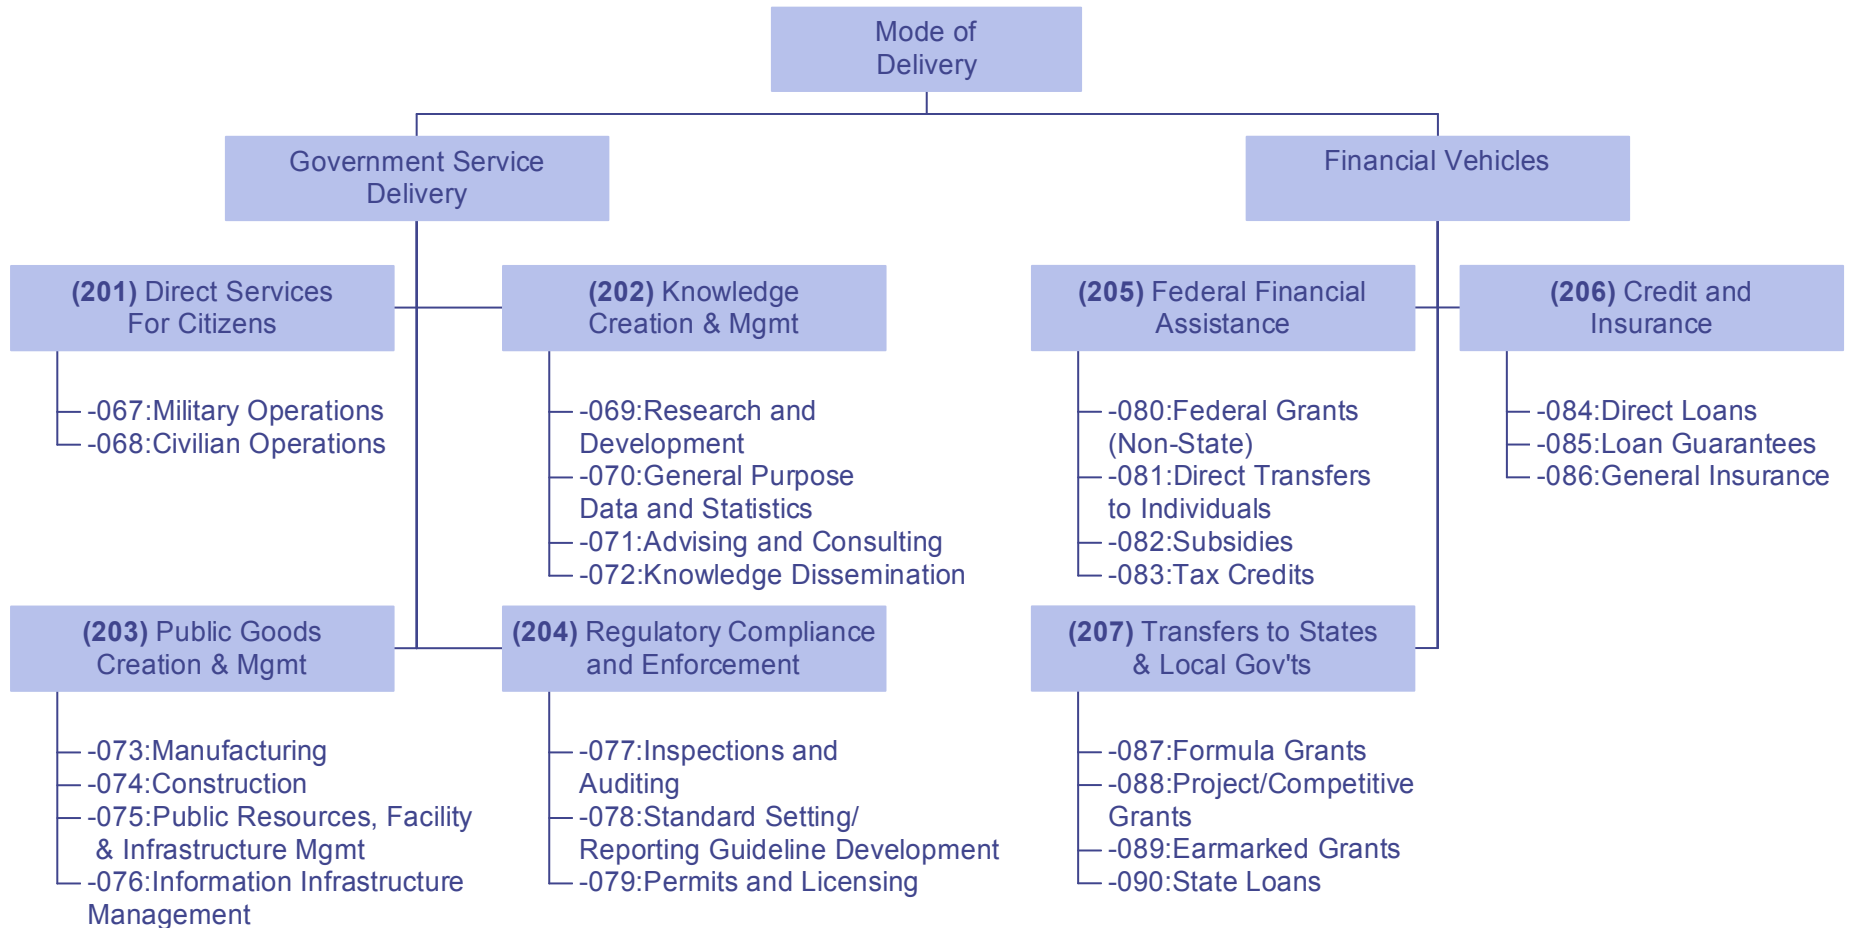 Mode of
Delivery
Government Service
Delivery
Financial Vehicles
(201) Direct Services
For Citizens
-067:Military Operations
-068:Civilian Operations
(202) Knowledge
Creation & Mgmt
-069:Research and
Development
-070:General Purpose
Data and Statistics
-071:Advising and Consulting
-072:Knowledge Dissemination
(203) Public Goods
Creation & Mgmt
-073:Manufacturing
-074:Construction
-075:Public Resources, Facility
& Infrastructure Mgmt
-076:Information Infrastructure
Management
(204) Regulatory Compliance
and Enforcement
-077:Inspections and
Auditing
-078:Standard Setting/
Reporting Guideline Development
-079:Permits and Licensing
(205) Federal Financial
Assistance
-080:Federal Grants
(Non-State)
-081:Direct Transfers
to Individuals
-082:Subsidies
-083:Tax Credits
(206) Credit and
Insurance
-084:Direct Loans
-085:Loan Guarantees
-086:General Insurance
(207) Transfers to States
& Local Gov'ts
-087:Formula Grants
-088:Project/Competitive
Grants
-089:Earmarked Grants
-090:State Loans